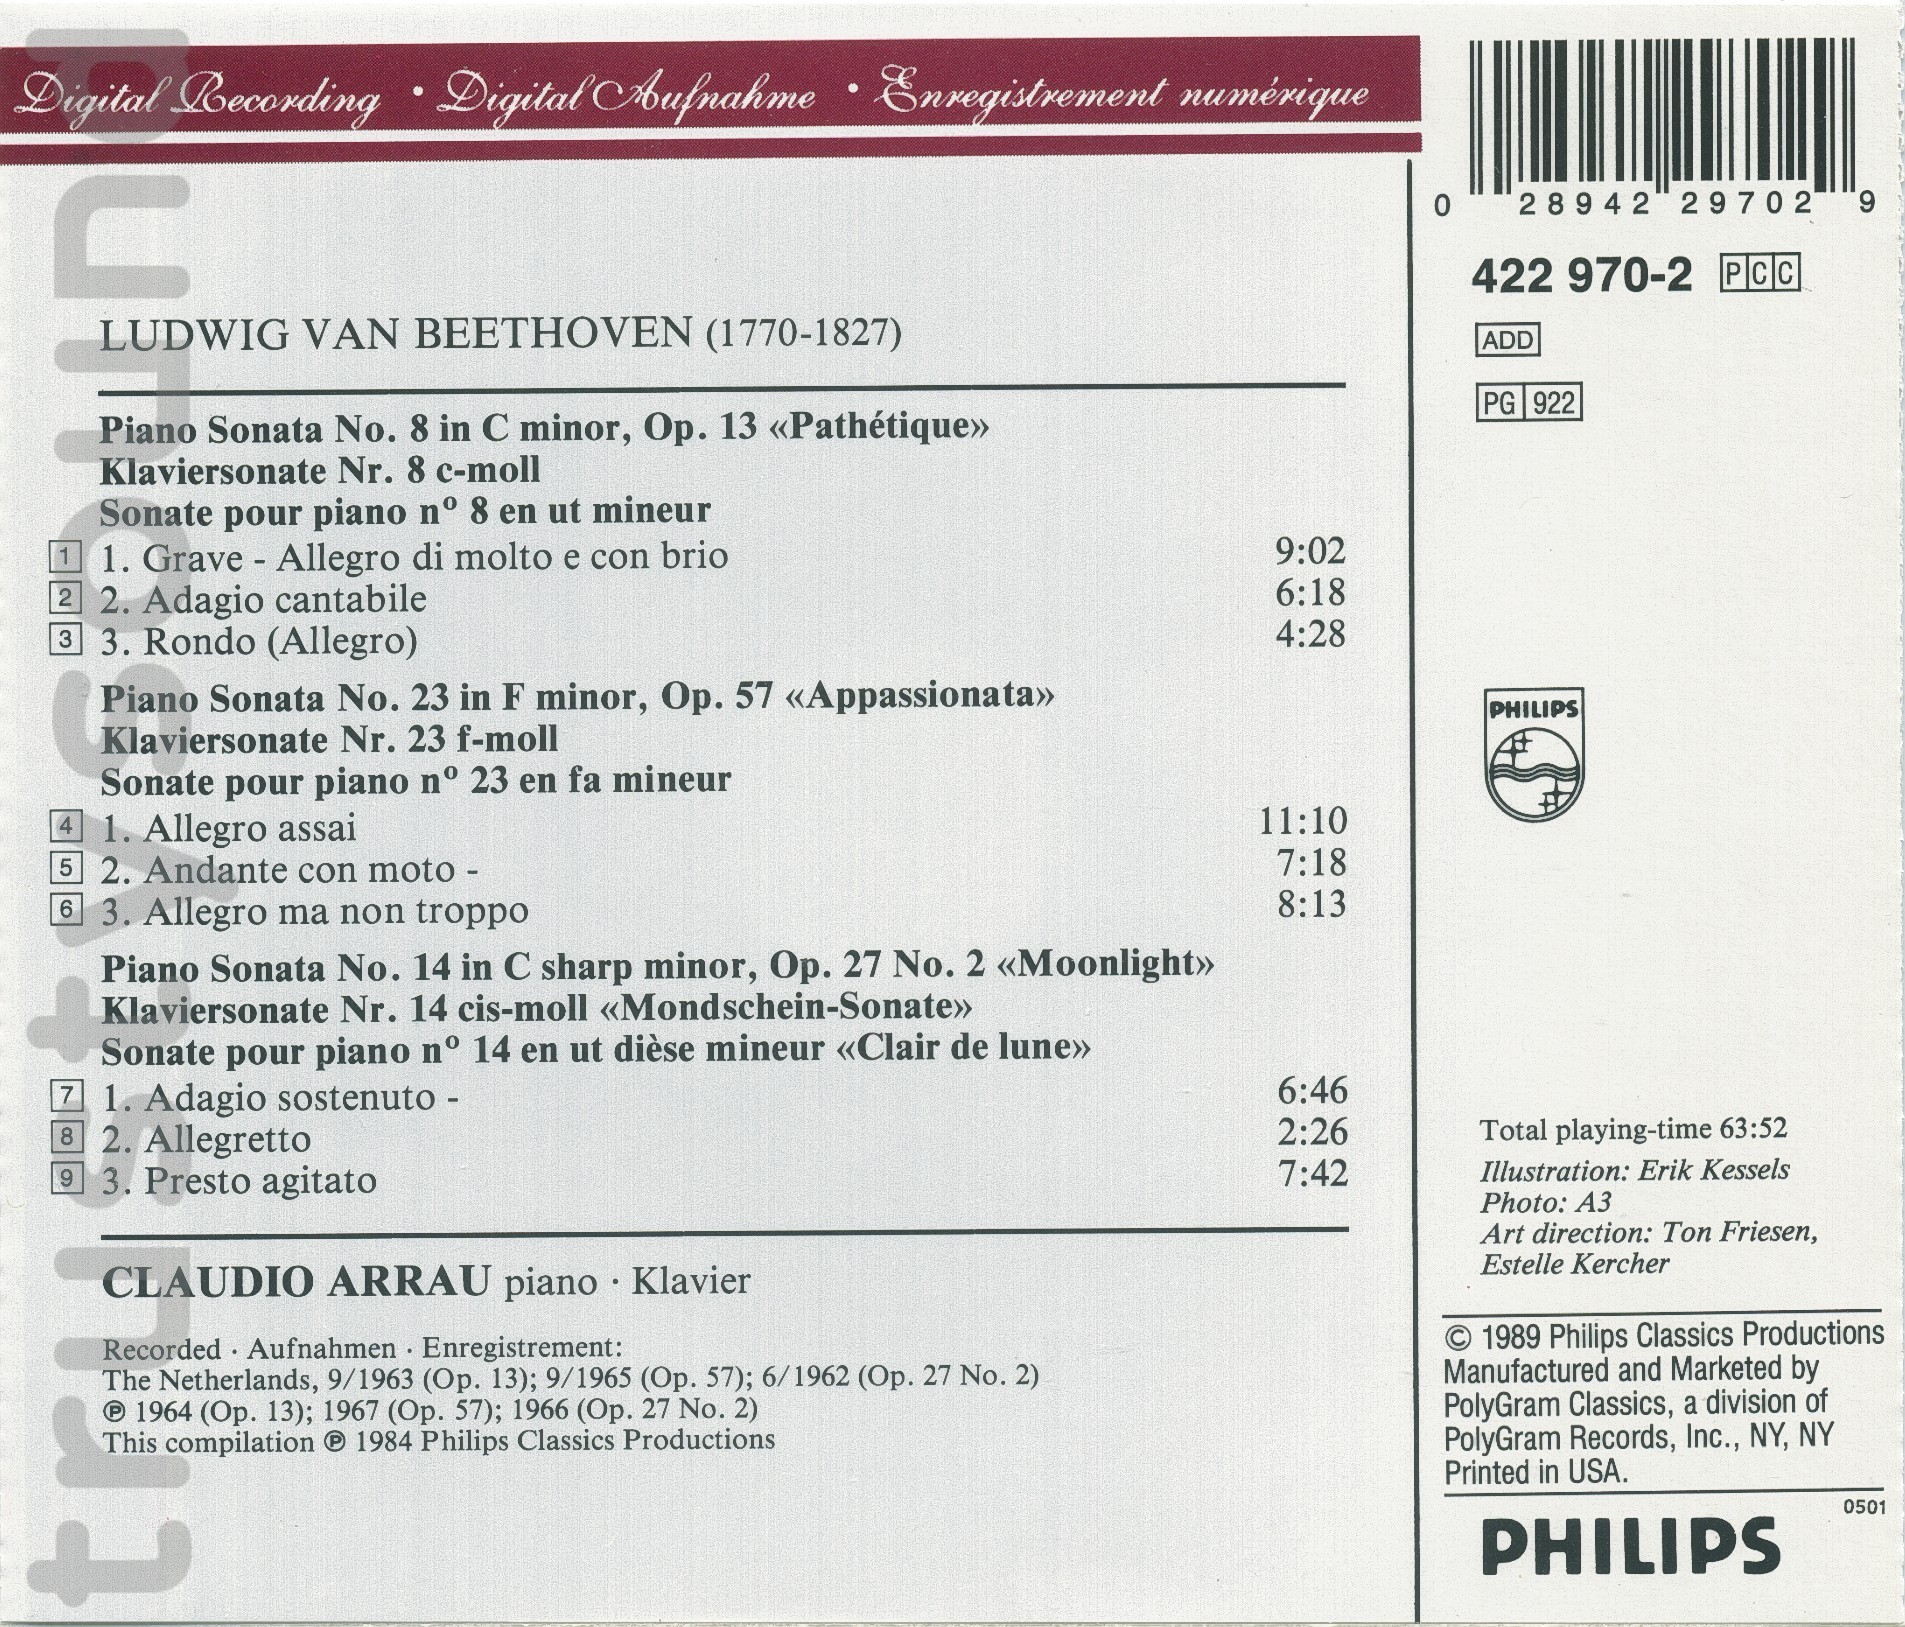 Digital Recording · Digital Aufnahme · Enregistrement numérique
0 28942 29702 9
422 970-2 PCC
ADD
PG 922
LUDWIG VAN BEETHOVEN (1770-1827)
Piano Sonata No. 8 in C minor, Op. 13 «Pathétique»
Klaviersonate Nr. 8 c-moll
Sonate pour piano nº 8 en ut mineur
1 1. Grave - Allegro di molto e con brio 9:02
2 2. Adagio cantabile 6:18
3 3. Rondo (Allegro) 4:28
Piano Sonata No. 23 in F minor, Op. 57 «Appassionata»
Klaviersonate Nr. 23 f-moll
Sonate pour piano nº 23 en fa mineur
4 1. Allegro assai 11:10
5 2. Andante con moto - 7:18
6 3. Allegro ma non troppo 8:13
Piano Sonata No. 14 in C sharp minor, Op. 27 No. 2 «Moonlight»
Klaviersonate Nr. 14 cis-moll «Mondschein-Sonate»
Sonate pour piano nº 14 en ut dièse mineur «Clair de lune»
7 1. Adagio sostenuto - 6:46
8 2. Allegretto 2:26
9 3. Presto agitato 7:42
CLAUDIO ARRAU piano · Klavier
Recorded · Aufnahmen · Enregistrement:
The Netherlands, 9/1963 (Op. 13); 9/1965 (Op. 57); 6/1962 (Op. 27 No. 2)
℗ 1964 (Op. 13); 1967 (Op. 57); 1966 (Op. 27 No. 2)
This compilation ℗ 1984 Philips Classics Productions
PHILIPS
Total playing-time 63:52
Illustration: Erik Kessels
Photo: A3
Art direction: Ton Friesen,
Estelle Kercher
© 1989 Philips Classics Productions
Manufactured and Marketed by
PolyGram Classics, a division of
PolyGram Records, Inc., NY, NY
Printed in USA.
0501
PHILIPS
trustysound